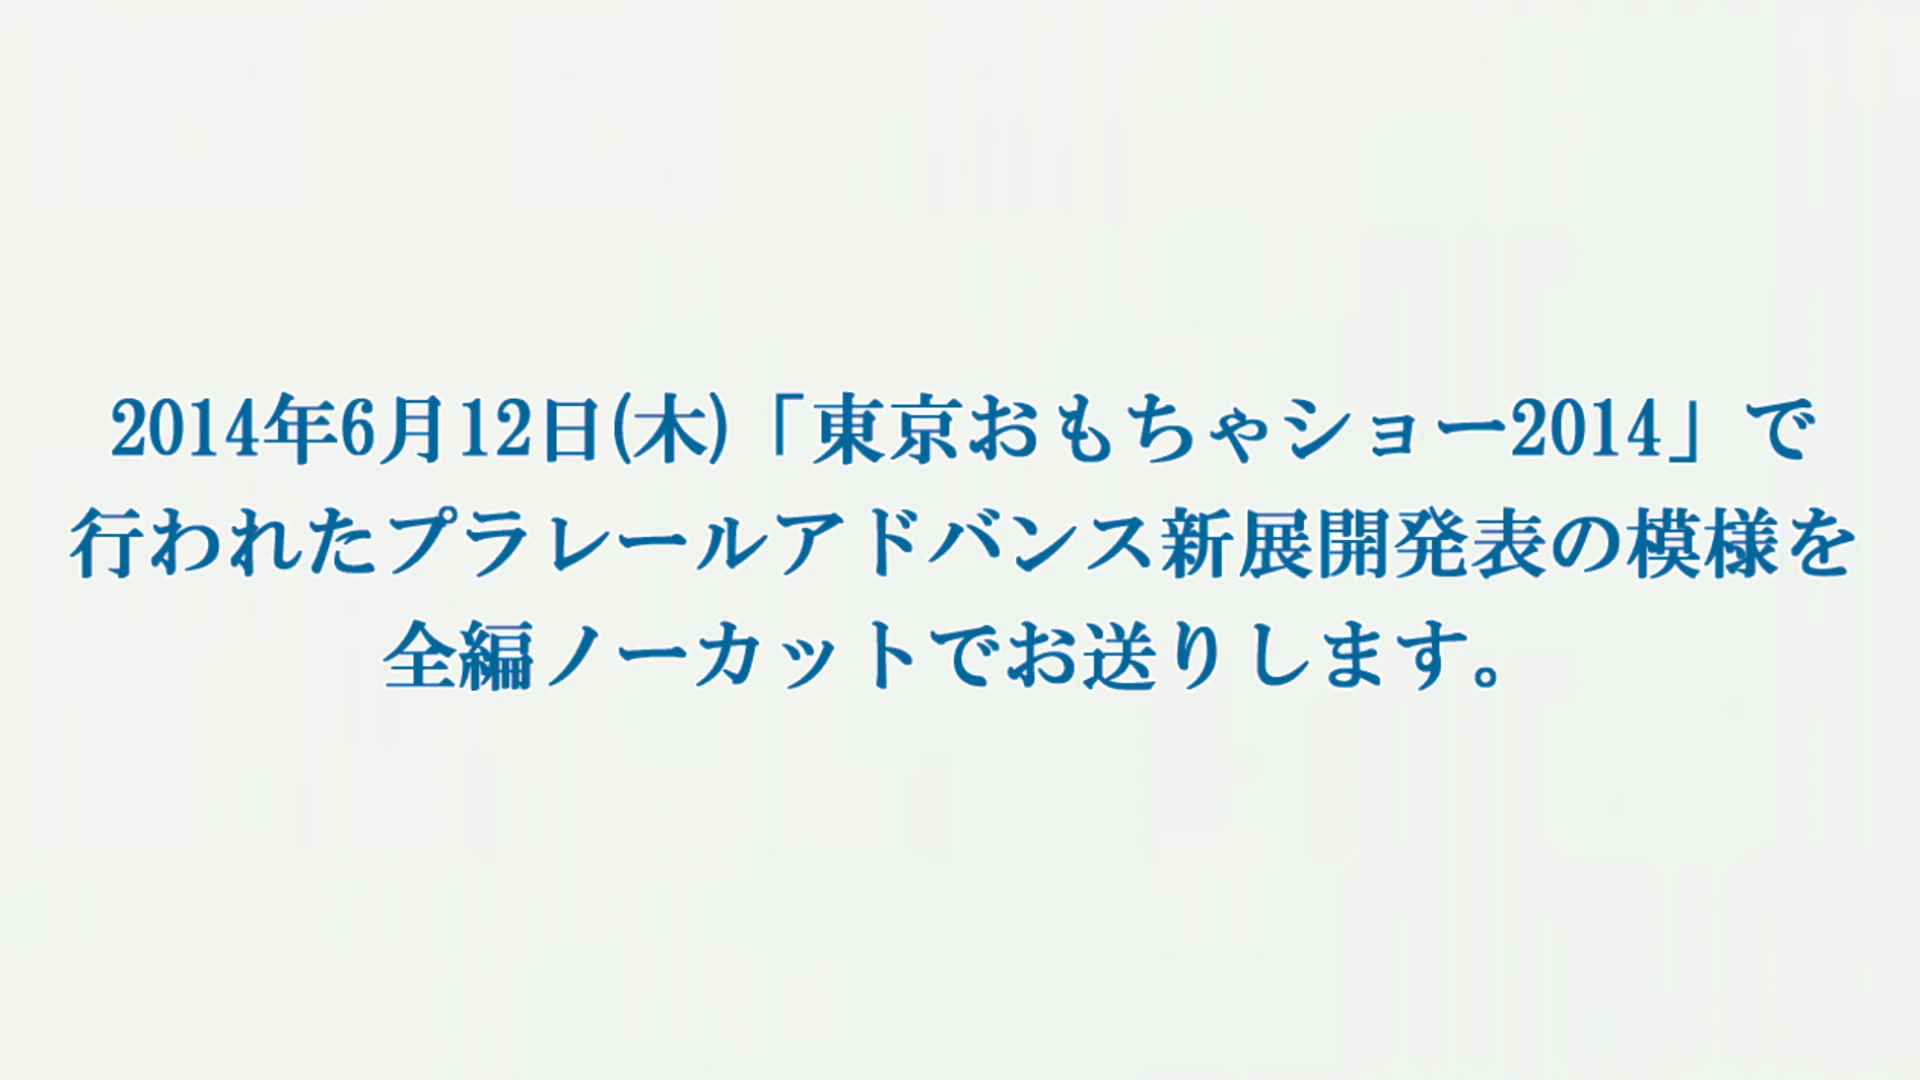 2014年6月12日(木)「東京おもちゃショー2014」で
行われたプラレールアドバンス新展開発表の模様を
全編ノーカットでお送りします。